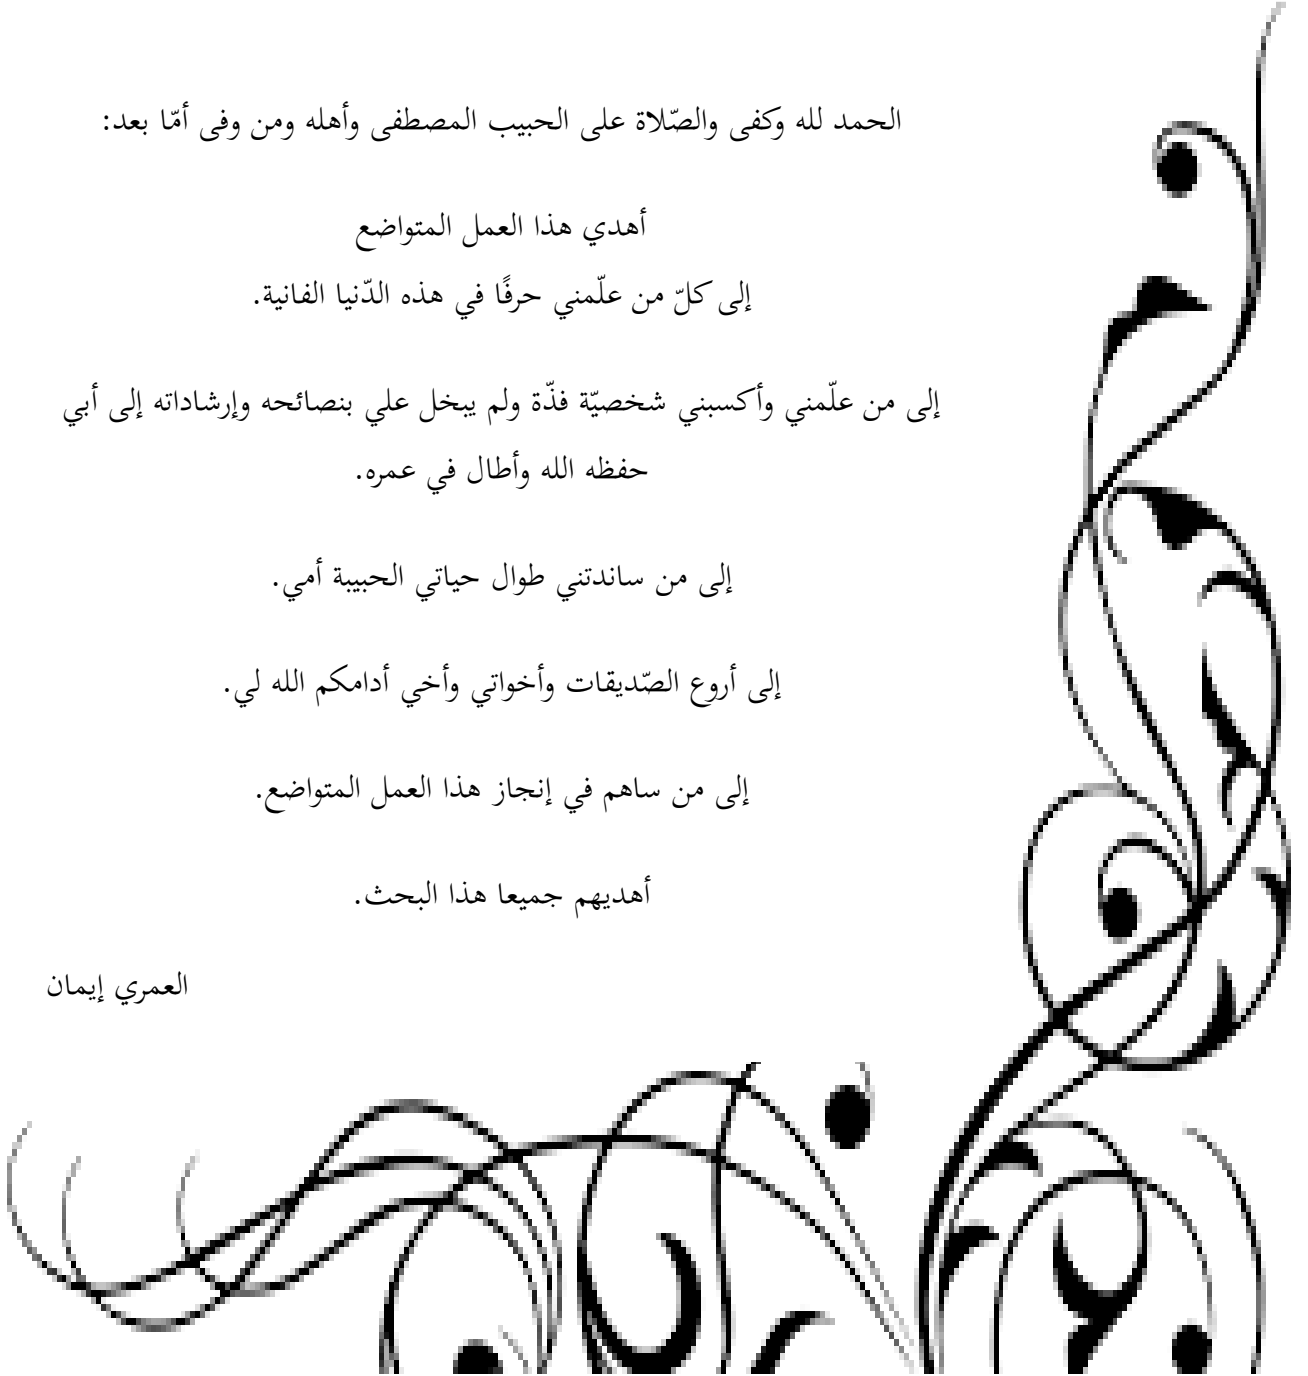 الحمد لله وكفى والصّلاة على الحبيب المصطفى وأهله ومن وفى أمّا بعد:
أهدي هذا العمل المتواضع
إلى كلّ من علّمني حرفًا في هذه الدّنيا الفانية.
إلى من علّمني وأكسبني شخصيّة فذّة ولم يبخل علي بنصائحه وإرشاداته إلى أبي
حفظه الله وأطال في عمره.
إلى من ساندتني طوال حياتي الحبيبة أمي.
إلى أروع الصّديقات وأخواتي وأخي أدامكم الله لي.
إلى من ساهم في إنجاز هذا العمل المتواضع.
أهديهم جميعا هذا البحث.
العمري إيمان